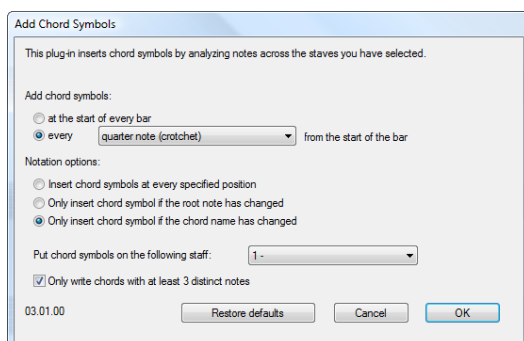 Add Chord Symbols
This plug-in inserts chord symbols by analyzing notes across the staves you have selected.
Add chord symbols:
at the start of every bar
every quarter note (crotchet) from the start of the bar
Notation options:
Insert chord symbols at every specified position
Only insert chord symbol if the root note has changed
Only insert chord symbol if the chord name has changed
Put chord symbols on the following staff: 1 -
Only write chords with at least 3 distinct notes
03.01.00 Restore defaults Cancel OK